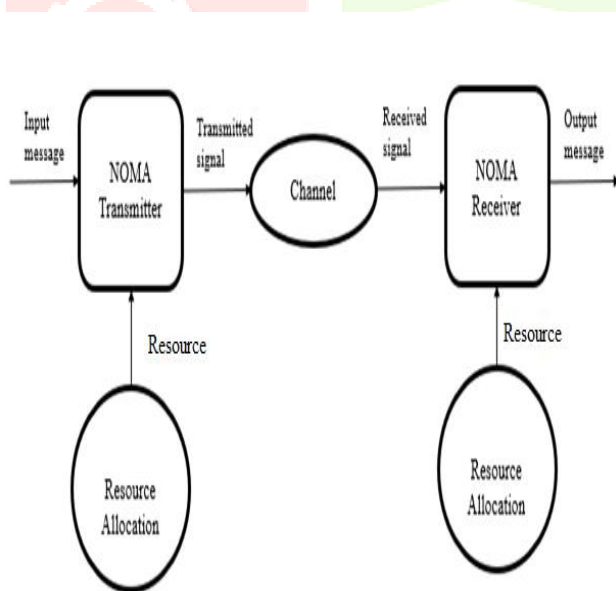 Input
message
NOMA
Transmitter
Transmitted
signal
Channel
Received
signal
NOMA
Receiver
Output
message
Resource
Resource
Resource
Allocation
Resource
Allocation